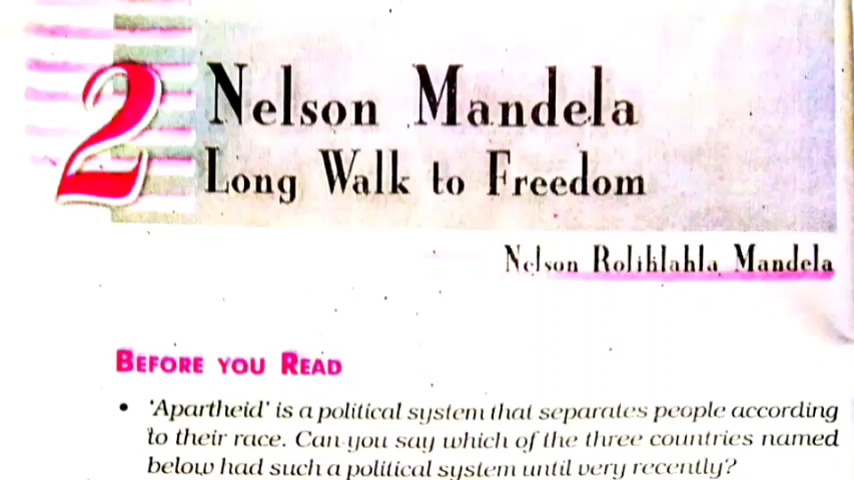 2
Nelson Mandela
Long Walk to Freedom
Nelson Rolihlahla Mandela
BEFORE YOU READ
• 'Apartheid' is a political system that separates people according
to their race. Can you say which of the three countries named
below had such a political system until very recently?